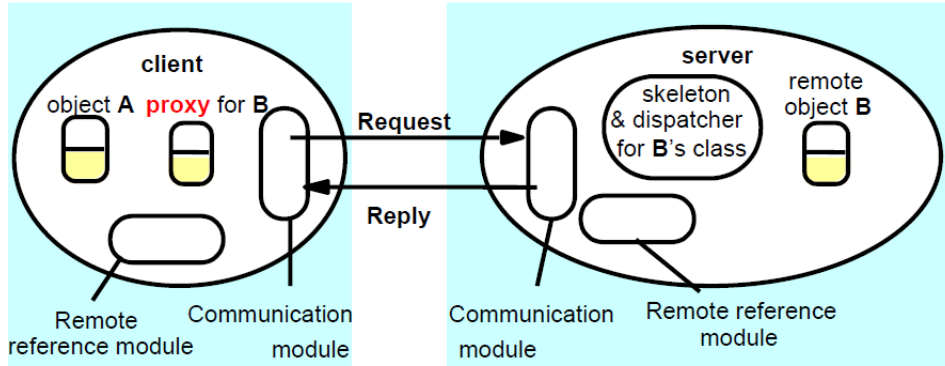 client
object A proxy for B
Request
Reply
Remote
reference module
Communication
module
server
skeleton
& dispatcher
for B's class
remote
object B
Communication
module
Remote reference
module